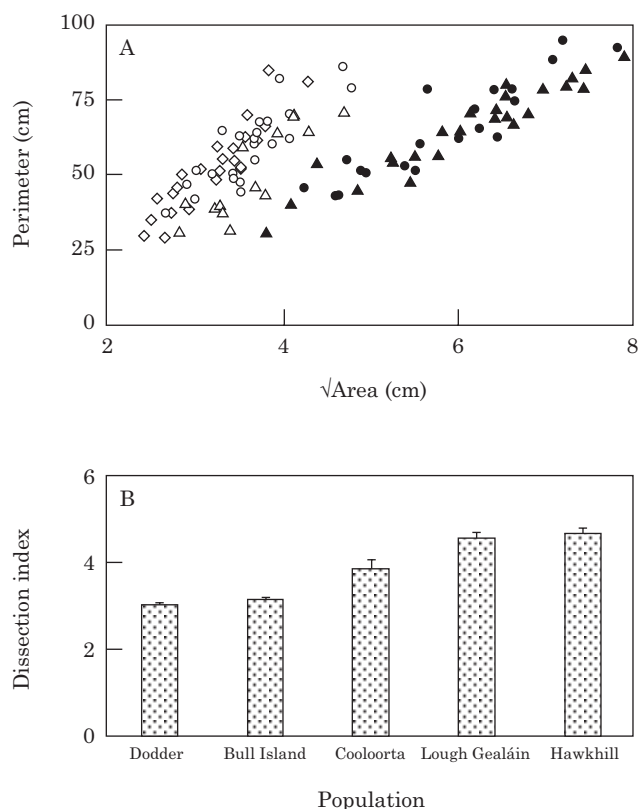 A
100
75
50
25
0
Perimeter (cm)
2 4 6 8
√Area (cm)
B
6
4
2
0
Dissection index
Dodder Bull Island Cooloorta Lough Gealáin Hawkhill
Population